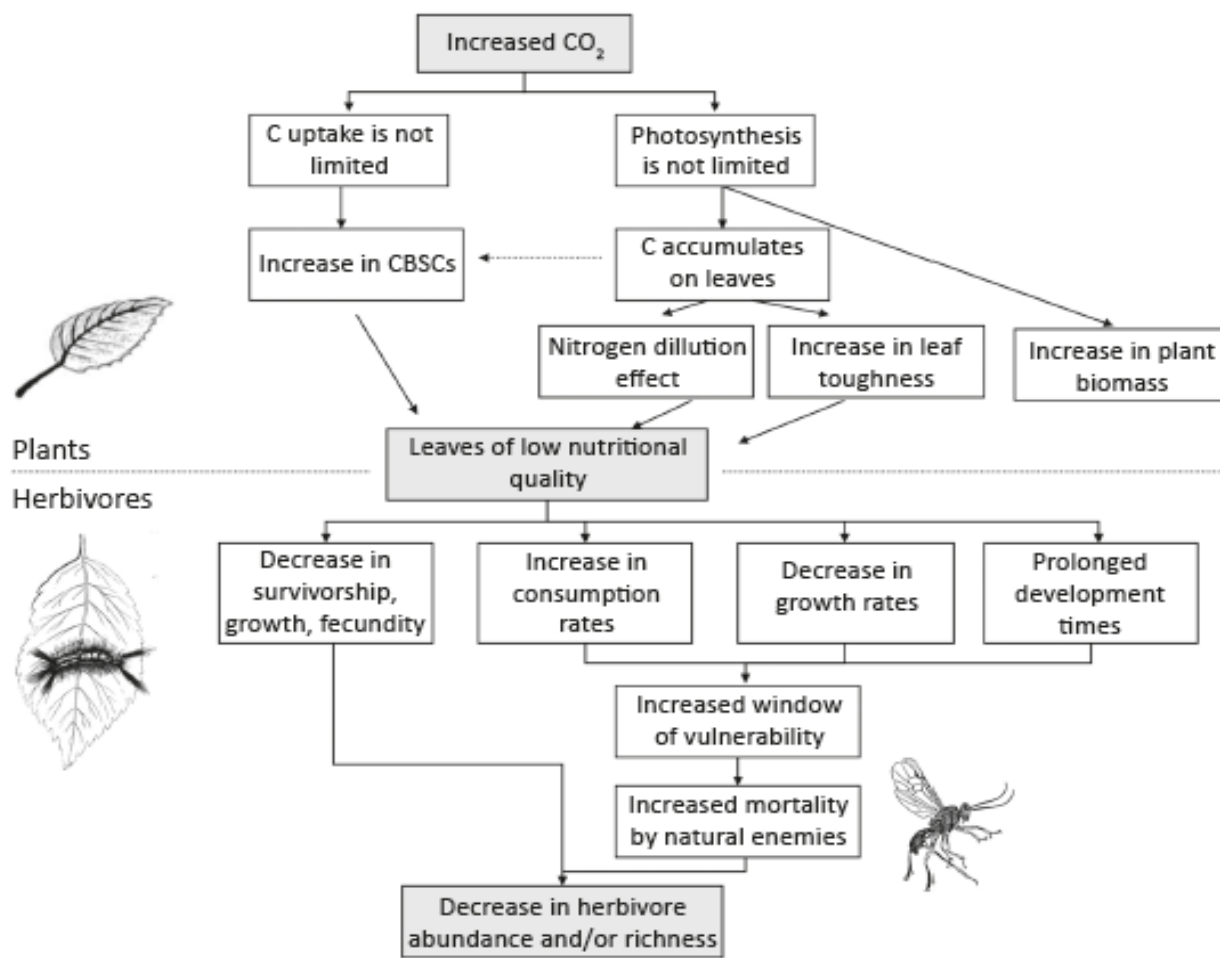 Increased CO₂
C uptake is not
limited
Photosynthesis
is not limited
Increase in CBSCs
C accumulates
on leaves
Nitrogen dillution
effect
Increase in leaf
toughness
Increase in plant
biomass
Plants
Leaves of low nutritional
quality
Herbivores
Decrease in
survivorship,
growth, fecundity
Increase in
consumption
rates
Decrease in
growth rates
Prolonged
development
times
Increased window
of vulnerability
Increased mortality
by natural enemies
Decrease in herbivore
abundance and/or richness